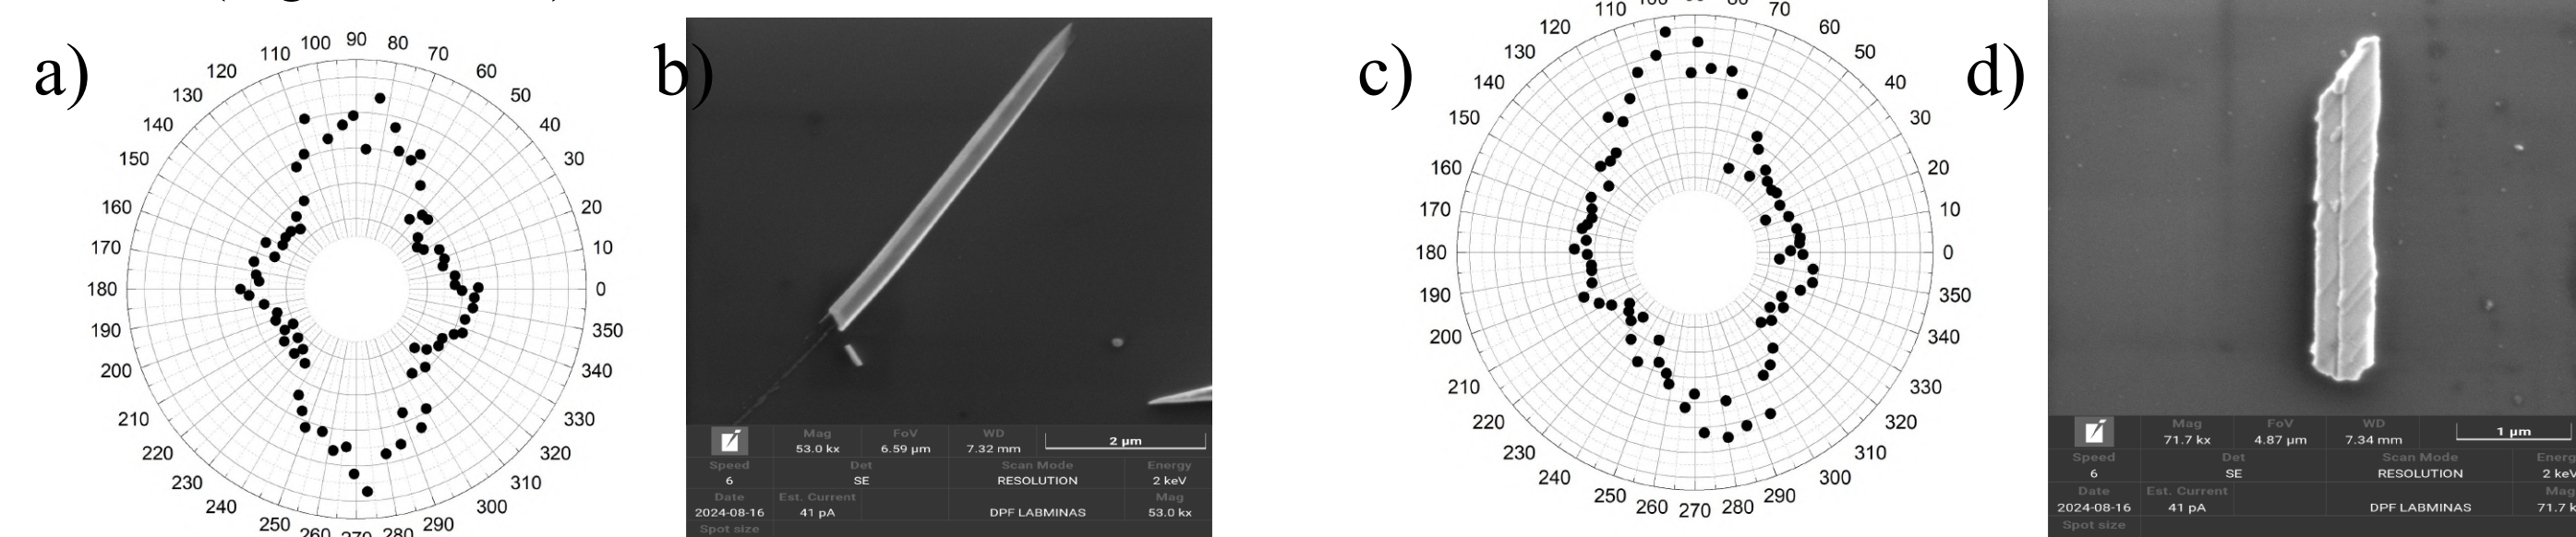 a)
90
100
80
110
70
120
60
130
50
140
40
150
30
160
20
170
10
180
0
190
350
200
340
210
330
220
320
230
310
240
300
250
290
260
270
280
b)
Mag
53.0 kx
FoV
6.59 µm
WD
7.32 mm
2 µm
Speed
6
Det
SE
Scan Mode
RESOLUTION
Energy
2 keV
Date
2024-08-16
Est. Current
41 pA
DPF LABMINAS
Mag
53.0 kx
Spot size
c)
110
70
120
60
130
50
140
40
150
30
160
20
170
10
180
0
190
350
200
340
210
330
220
320
230
310
240
300
250
290
260
270
280
d)
Mag
71.7 kx
FoV
4.87 µm
WD
7.34 mm
1 µm
Speed
6
Det
SE
Scan Mode
RESOLUTION
Energ
2 keV
Date
2024-08-16
Est. Current
41 pA
DPF LABMINAS
Mag
71.7 k
Spot size